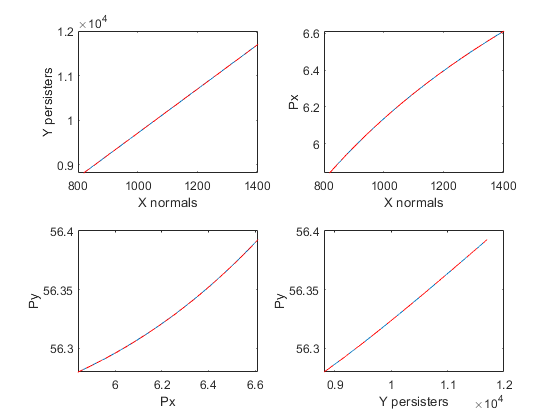 ×10⁴
1.2
1.1
1
0.9
Y persisters
800 1000 1200 1400
X normals
6.6
6.4
6.2
6
Px
800 1000 1200 1400
X normals
56.4
56.35
56.3
Py
6 6.2 6.4 6.6
Px
56.4
56.35
56.3
Py
0.9 1 1.1 1.2
Y persisters ×10⁴